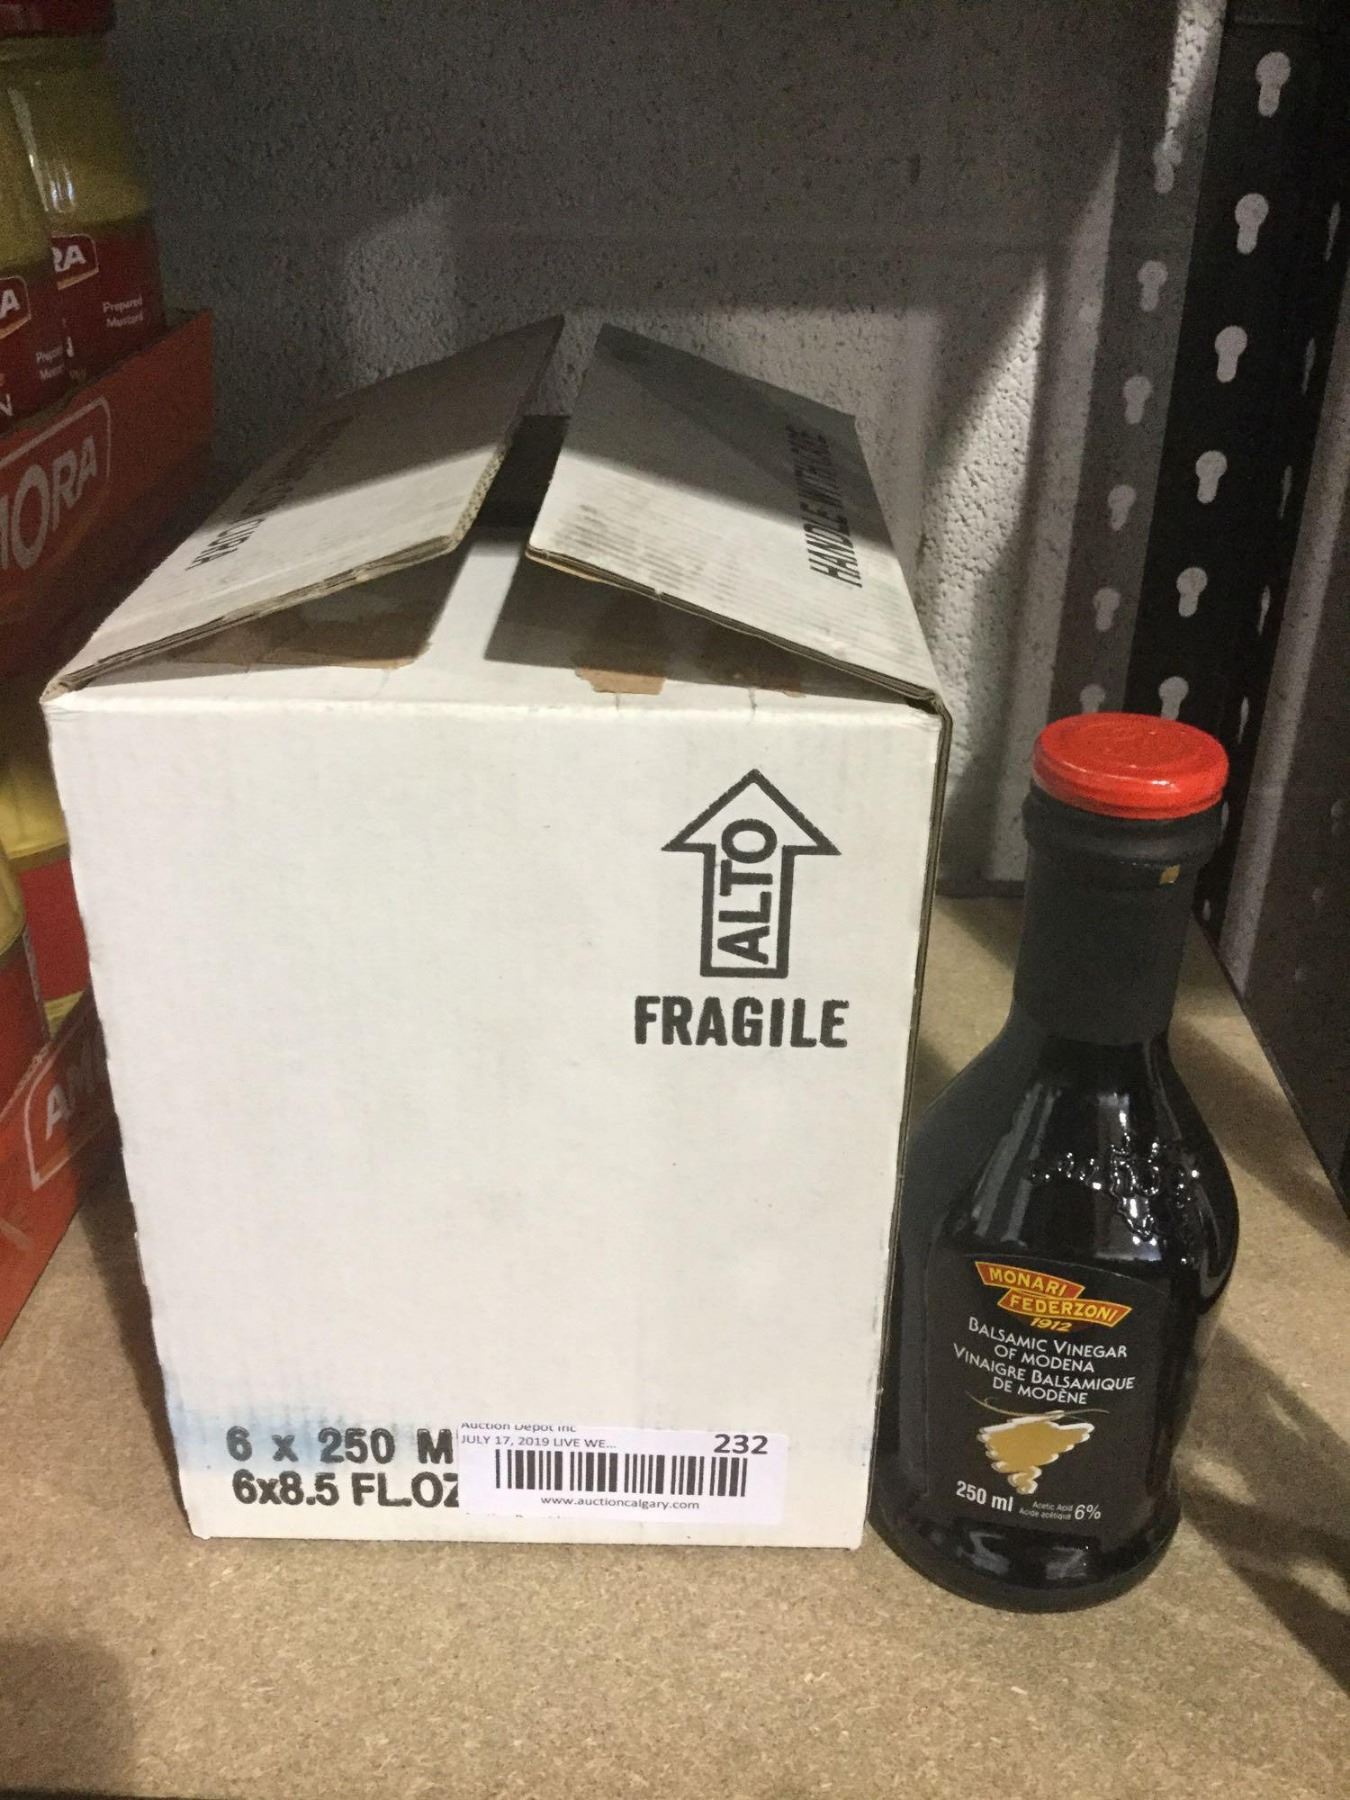 RA
Prepared
Mustard
A
MORA
HANDLE WITH CARE
ALTO
FRAGILE
6 x 250 M
6x8.5 FL.OZ
Auction Depot Inc
JULY 17, 2019 LIVE WE...
232
www.auctioncalgary.com
MONARI
FEDERZONI
1912
BALSAMIC VINEGAR
OF MODENA
VINAIGRE BALSAMIQUE
DE MODÈNE
250 ml
Acetic Acid
Acide acétique 6%